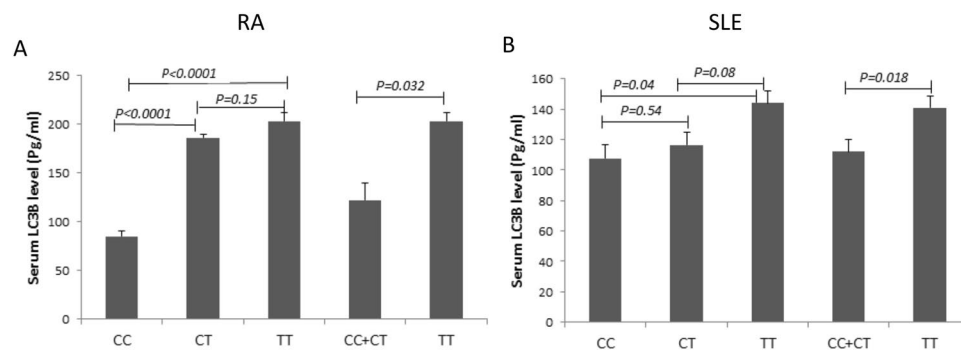 RA
SLE
A
B
P<0.0001
P=0.032
P<0.0001
P=0.15
250
200
150
100
50
0
Serum LC3B level (Pg/ml)
CC CT TT CC+CT TT
P=0.08
P=0.018
P=0.04
P=0.54
160
140
120
100
80
60
40
20
0
Serum LC3B level (Pg/ml)
CC CT TT CC+CT TT